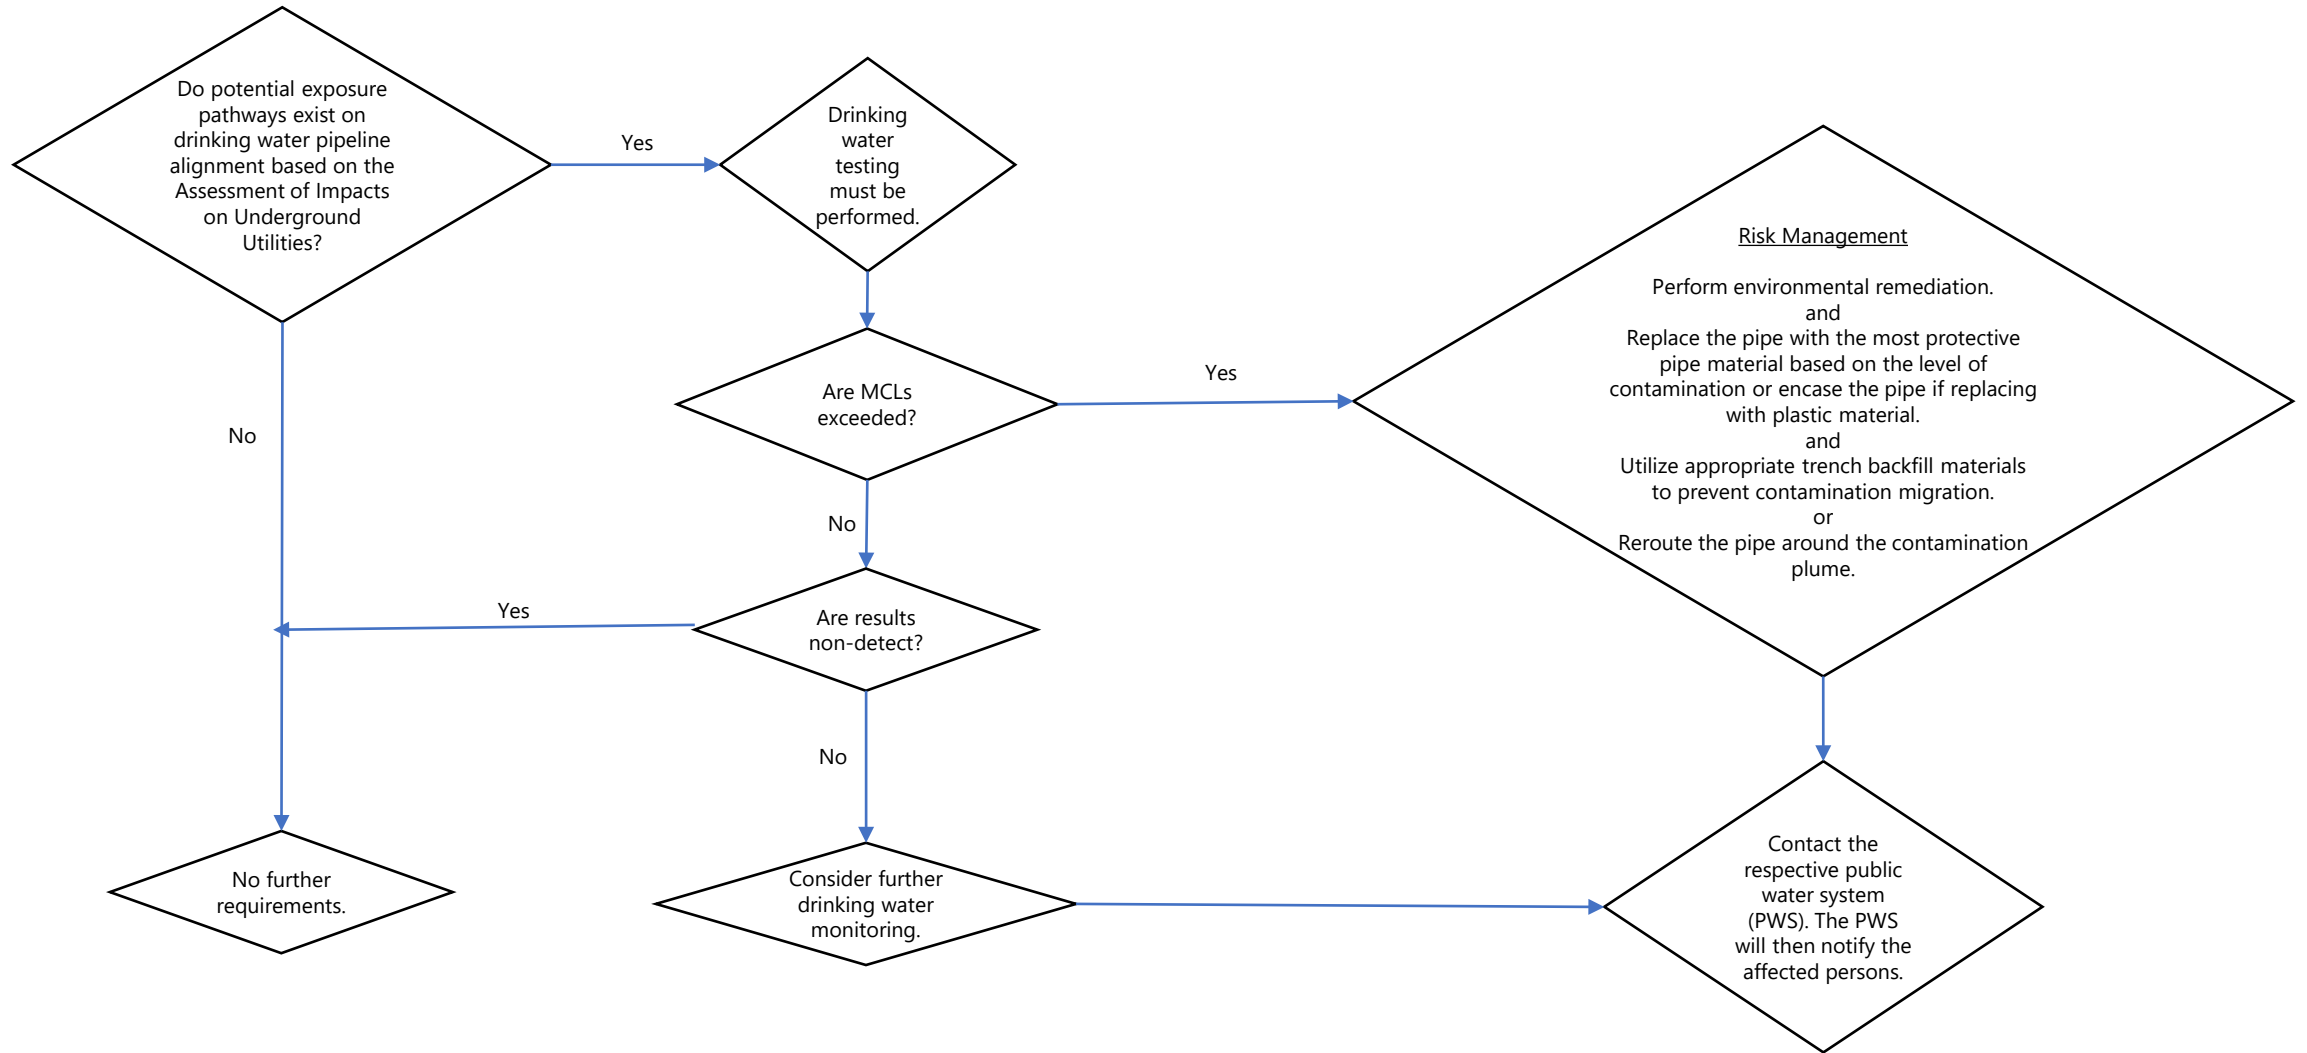 Do potential exposure
pathways exist on
drinking water pipeline
alignment based on the
Assessment of Impacts
on Underground
Utilities?
Yes
Drinking
water
testing
must be
performed.
Risk Management
Perform environmental remediation.
and
Replace the pipe with the most protective
pipe material based on the level of
contamination or encase the pipe if replacing
with plastic material.
and
Utilize appropriate trench backfill materials
to prevent contamination migration.
or
Reroute the pipe around the contamination
plume.
Are MCLs
exceeded?
Yes
No
No
Are results
non-detect?
Yes
No
No further
requirements.
Consider further
drinking water
monitoring.
Contact the
respective public
water system
(PWS). The PWS
will then notify the
affected persons.